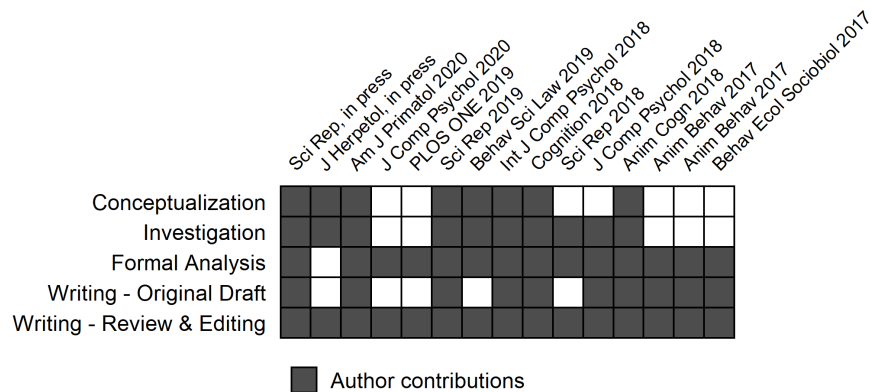 Sci Rep, in press
J Herpetol, in press
Am J Primatol 2020
J Comp Psychol 2020
PLOS ONE 2019
Sci Rep 2019
Behav Sci Law 2019
Int J Comp Psychol 2018
Cognition 2018
Sci Rep 2018
J Comp Psychol 2018
Anim Cogn 2018
Anim Behav 2017
Anim Behav 2017
Behav Ecol Sociobiol 2017
Conceptualization
Investigation
Formal Analysis
Writing - Original Draft
Writing - Review & Editing
Author contributions